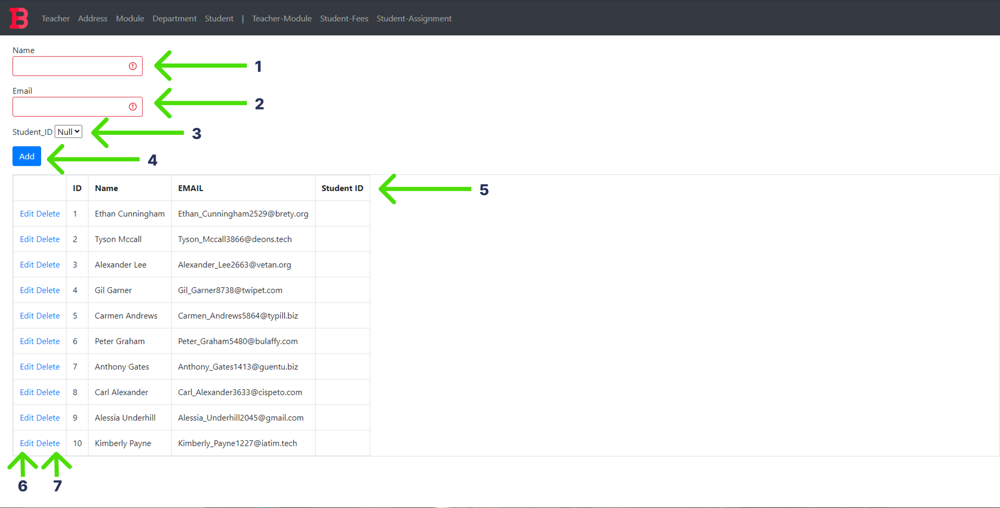 B Teacher Address Module Department Student | Teacher-Module Student-Fees Student-Assignment
Name
1
Email
2
Student_ID Null 3
Add 4
ID Name EMAIL Student ID 5
Edit Delete 1 Ethan Cunningham Ethan_Cunningham2529@brety.org
Edit Delete 2 Tyson Mccall Tyson_Mccall3866@deons.tech
Edit Delete 3 Alexander Lee Alexander_Lee2663@vetan.org
Edit Delete 4 Gil Garner Gil_Garner8738@twipet.com
Edit Delete 5 Carmen Andrews Carmen_Andrews5864@typill.biz
Edit Delete 6 Peter Graham Peter_Graham5480@bulaffy.com
Edit Delete 7 Anthony Gates Anthony_Gates1413@guentu.biz
Edit Delete 8 Carl Alexander Carl_Alexander3633@cispeto.com
Edit Delete 9 Alessia Underhill Alessia_Underhill2045@gmail.com
Edit Delete 10 Kimberly Payne Kimberly_Payne1227@iatim.tech
6 7